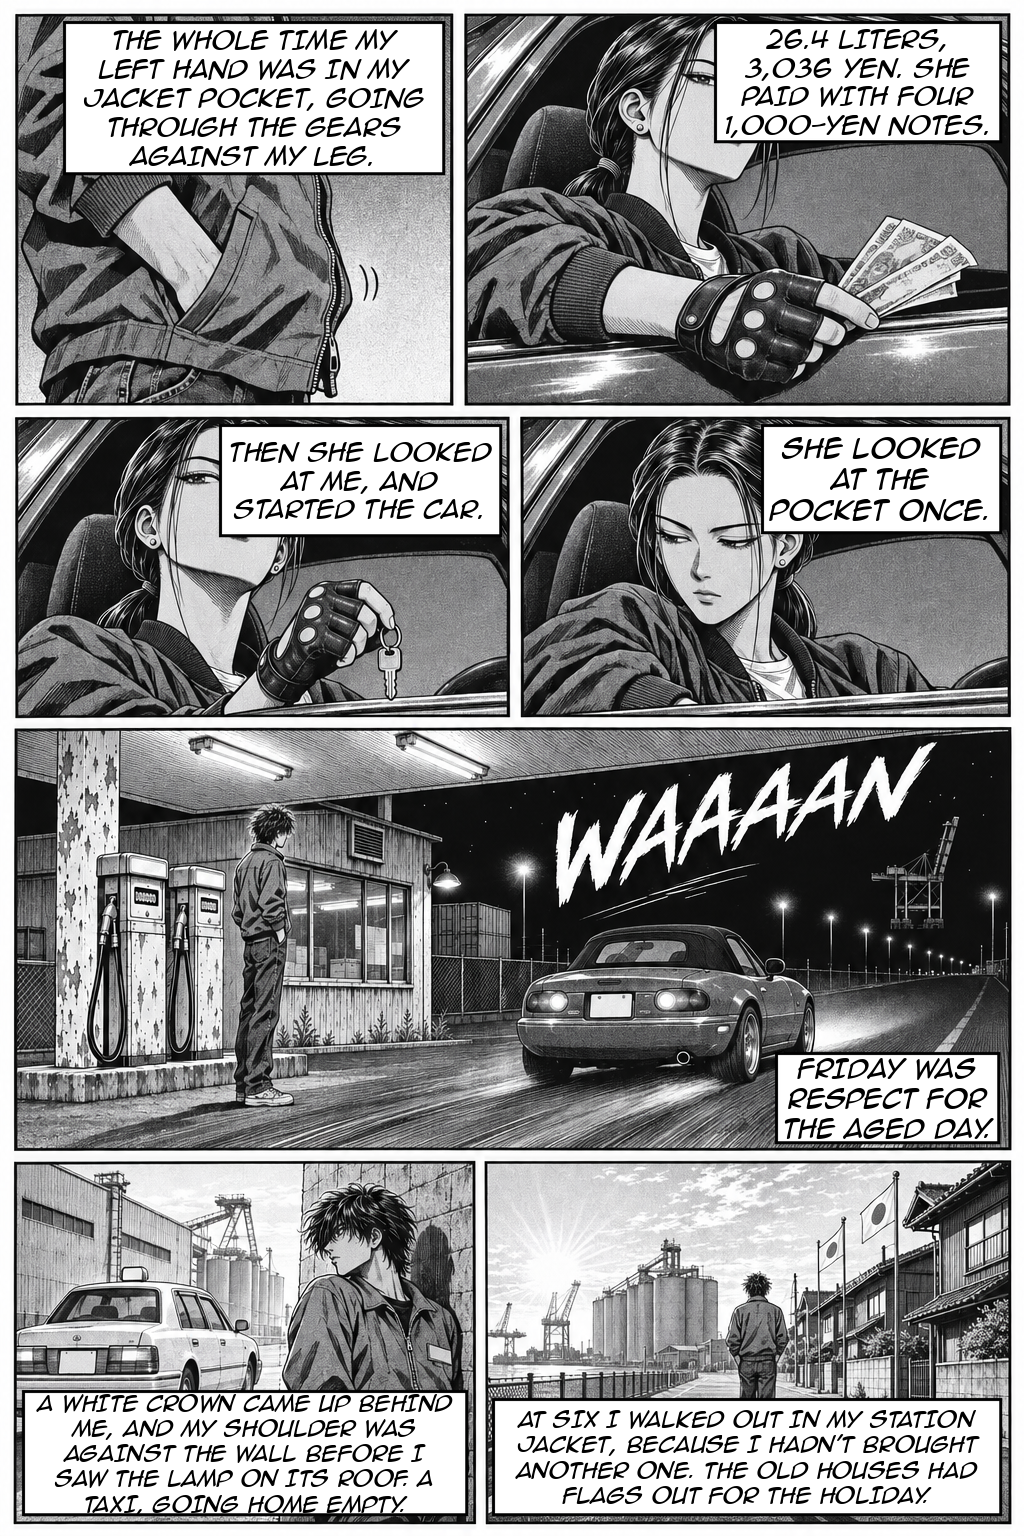 THE WHOLE TIME MY
LEFT HAND WAS IN MY
JACKET POCKET, GOING
THROUGH THE GEARS
AGAINST MY LEG.
26.4 LITERS,
3,036 YEN. SHE
PAID WITH FOUR
1,000-YEN NOTES.
THEN SHE LOOKED
AT ME, AND
STARTED THE CAR.
SHE LOOKED
AT THE
POCKET ONCE.
WAAAAN
FRIDAY WAS
RESPECT FOR
THE AGED DAY.
A WHITE CROWN CAME UP BEHIND
ME, AND MY SHOULDER WAS
AGAINST THE WALL BEFORE I
SAW THE LAMP ON ITS ROOF. A
TAXI, GOING HOME EMPTY.
AT SIX I WALKED OUT IN MY STATION
JACKET, BECAUSE I HADN'T BROUGHT
ANOTHER ONE. THE OLD HOUSES HAD
FLAGS OUT FOR THE HOLIDAY.